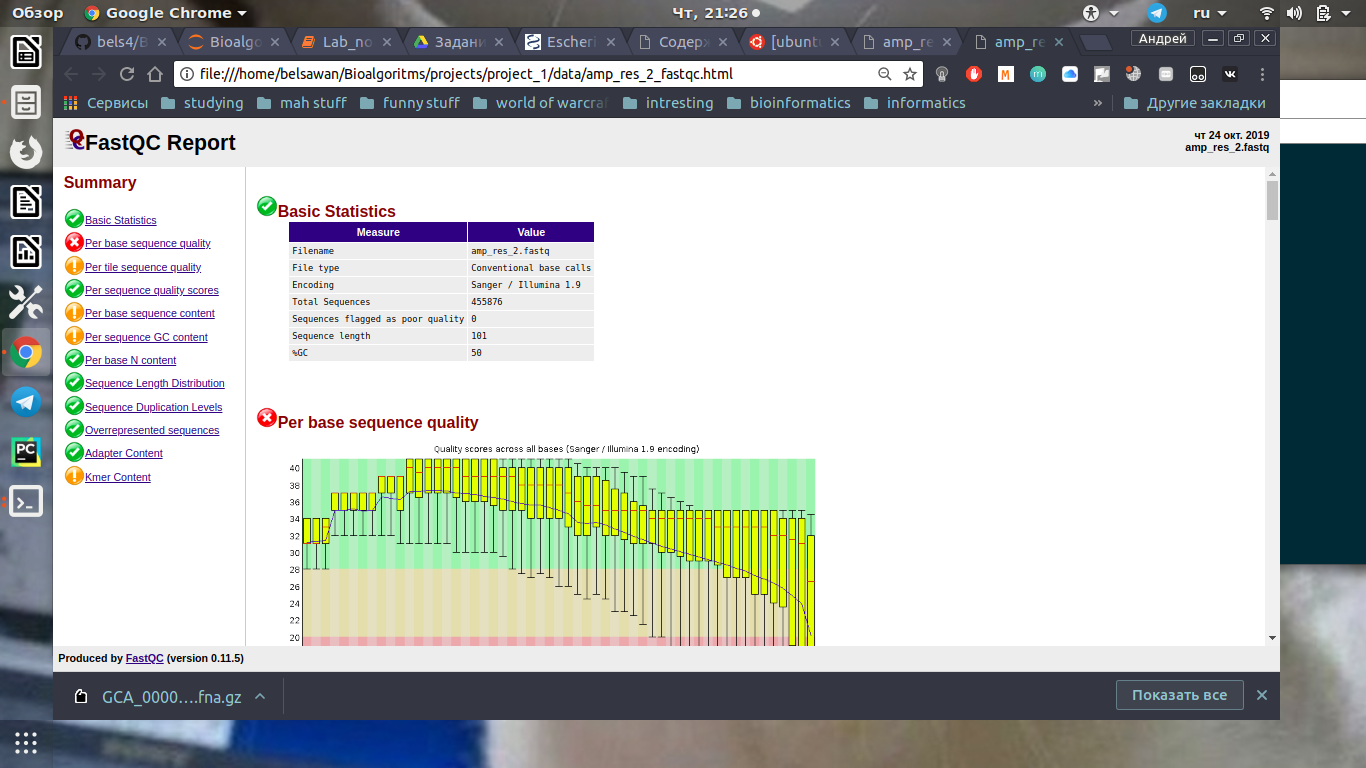 Обзор Google Chrome Чт, 21:26 ru
bels4/B Bioalgo Lab_no Задани Escheri Содерж [ubunt amp_re amp_re Андрей
file:///home/belsawan/Bioalgoritms/projects/project_1/data/amp_res_2_fastqc.html
Сервисы studying mah stuff funny stuff world of warcraf intresting bioinformatics informatics » Другие закладки
FastQC Report
чт 24 окт. 2019
amp_res_2.fastq
Summary
Basic Statistics
Per base sequence quality
Per tile sequence quality
Per sequence quality scores
Per base sequence content
Per sequence GC content
Per base N content
Sequence Length Distribution
Sequence Duplication Levels
Overrepresented sequences
Adapter Content
Kmer Content
Basic Statistics
Measure Value
Filename amp_res_2.fastq
File type Conventional base calls
Encoding Sanger / Illumina 1.9
Total Sequences 455876
Sequences flagged as poor quality 0
Sequence length 101
%GC 50
Per base sequence quality
Quality scores across all bases (Sanger / Illumina 1.9 encoding)
40
38
36
34
32
30
28
26
24
22
20
Produced by FastQC (version 0.11.5)
GCA_0000....fna.gz Показать все